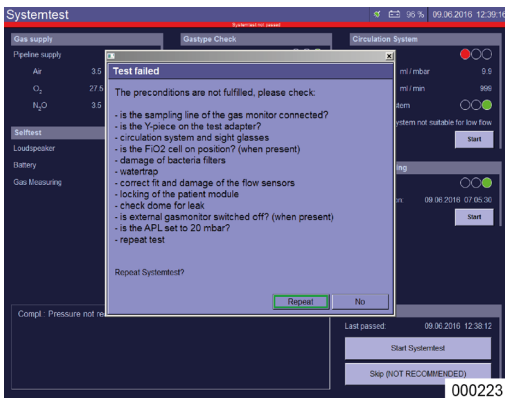 Systemtest
96 % 09.06.2016 12:39:16
Systemtest not passed
Gas supply
Gastype Check
Circulation System
Pipeline supply
Air 3.5
ml / mbar 9.9
O2 27.5
ml / min 999
N2O 3.5
system not suitable for low flow
Start
Selftest
Loudspeaker
Battery
Gas Measuring
09.06.2016 07:05:30
Start
Test failed
The preconditions are not fulfilled, please check:
- is the sampling line of the gas monitor connected?
- is the Y-piece on the test adapter?
- circulation system and sight glasses
- is the FiO2 cell on position? (when present)
- damage of bacteria filters
- watertrap
- correct fit and damage of the flow sensors
- locking of the patient module
- check dome for leak
- is external gasmonitor switched off? (when present)
- is the APL set to 20 mbar?
- repeat test
Repeat Systemtest?
Repeat No
Compl.: Pressure not
Last passed: 09.06.2016 12:38:12
Start Systemtest
Skip (NOT RECOMMENDED)
000223